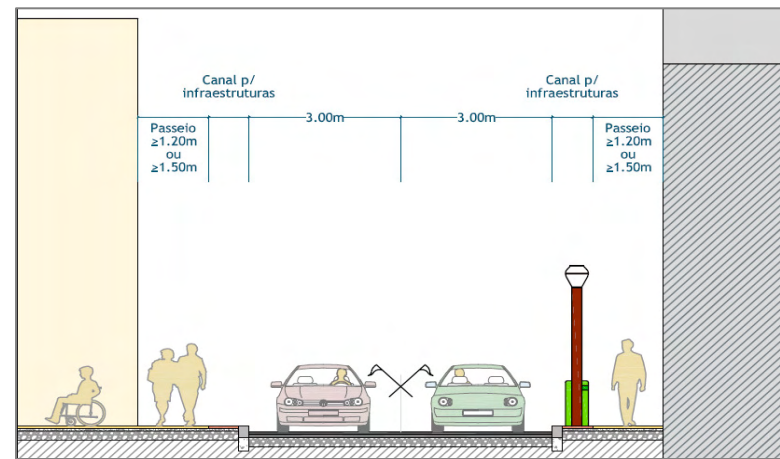 Canal p/
infraestruturas
Canal p/
infraestruturas
3.00m
3.00m
Passeio
≥1.20m
ou
≥1.50m
Passeio
≥1.20m
ou
≥1.50m